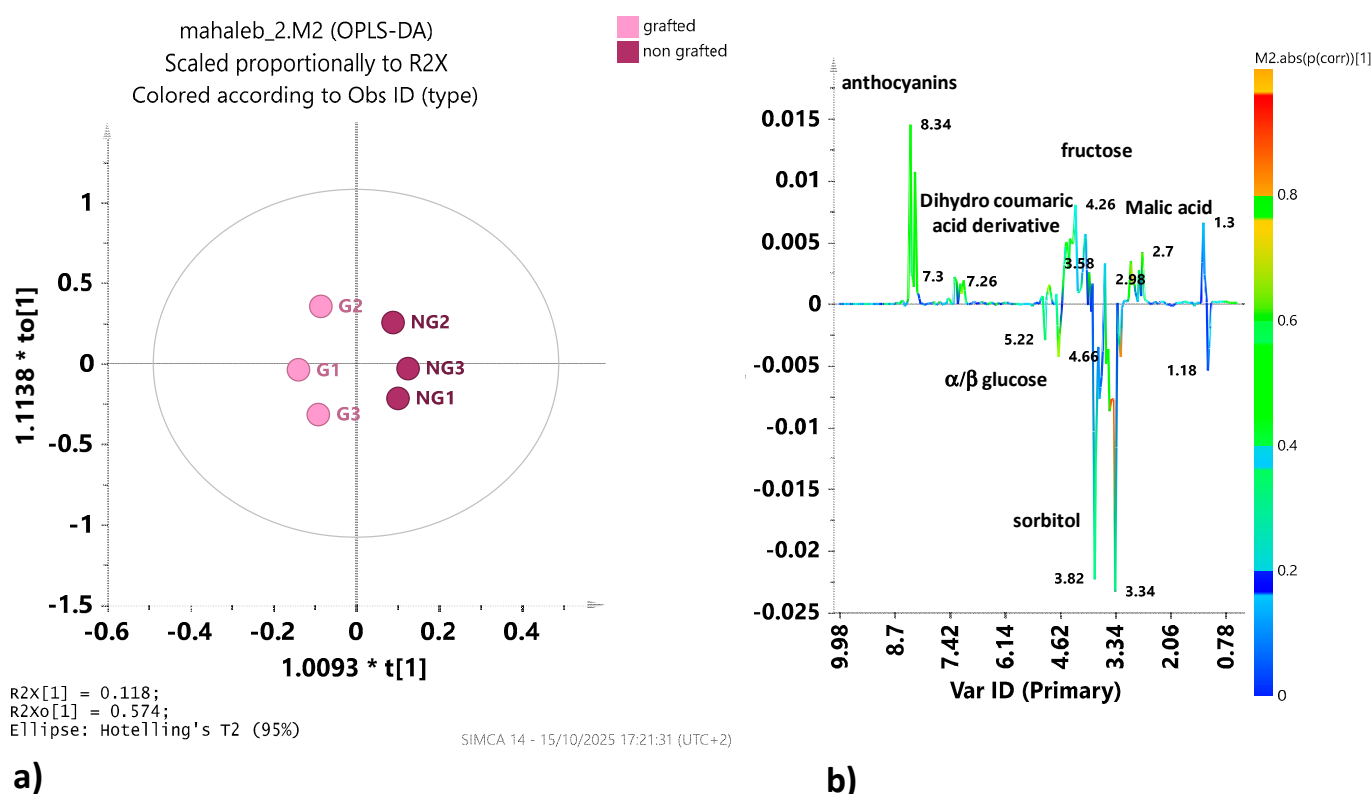 mahaleb_2.M2 (OPLS-DA)
Scaled proportionally to R2X
Colored according to Obs ID (type)
grafted
non grafted
1.1138 * to[1]
1
0.5
0
-0.5
-1
-1.5
G2
G1
G3
NG2
NG3
NG1
-0.6
-0.4
-0.2
0
0.2
0.4
1.0093 * t[1]
R2X[1] = 0.118;
R2Xo[1] = 0.574;
Ellipse: Hotelling's T2 (95%)
SIMCA 14 - 15/10/2025 17:21:31 (UTC+2)
a)
M2.abs(p(corr))[1]
anthocyanins
8.34
fructose
Dihydro coumaric
acid derivative
4.26
Malic acid
1.3
7.3
7.26
3.58
2.98
2.7
5.22
4.66
α/β glucose
1.18
sorbitol
3.82
3.34
0.015
0.01
0.005
0
-0.005
-0.01
-0.015
-0.02
-0.025
9.98
8.7
7.42
6.14
4.62
3.34
2.06
0.78
Var ID (Primary)
0.8
0.6
0.4
0.2
0
b)